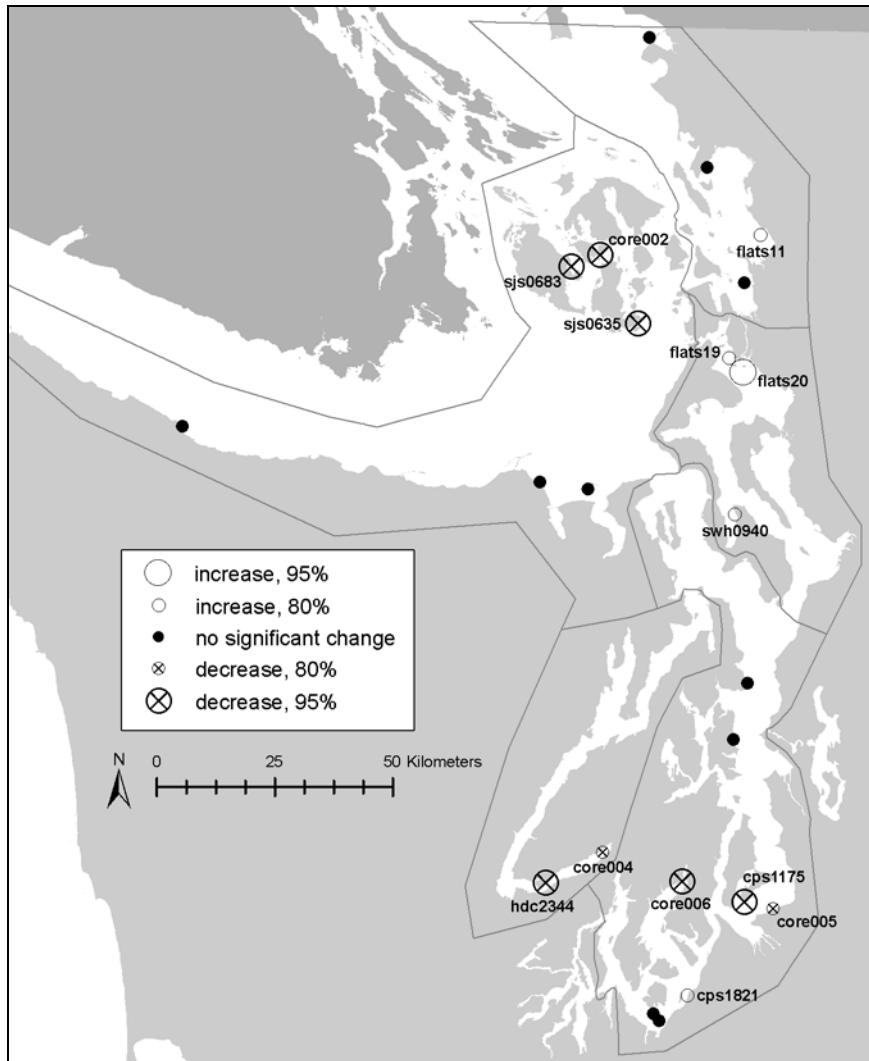 flats11
core002
sjs0683
sjs0635
flats19
flats20
swh0940
increase, 95%
increase, 80%
no significant change
decrease, 80%
decrease, 95%
N
0 25 50 Kilometers
core004
hdc2344
core006
cps1175
core005
cps1821